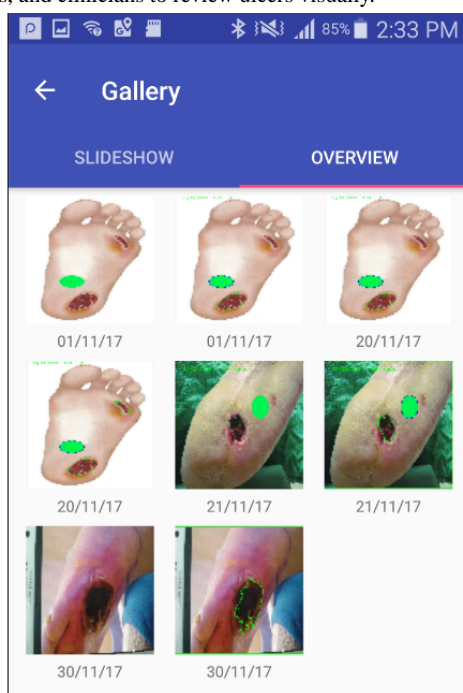 s, and clinicians to review ulcers visually.
85% 2:33 PM
Gallery
SLIDESHOW OVERVIEW
01/11/17 01/11/17 20/11/17
20/11/17 21/11/17 21/11/17
30/11/17 30/11/17